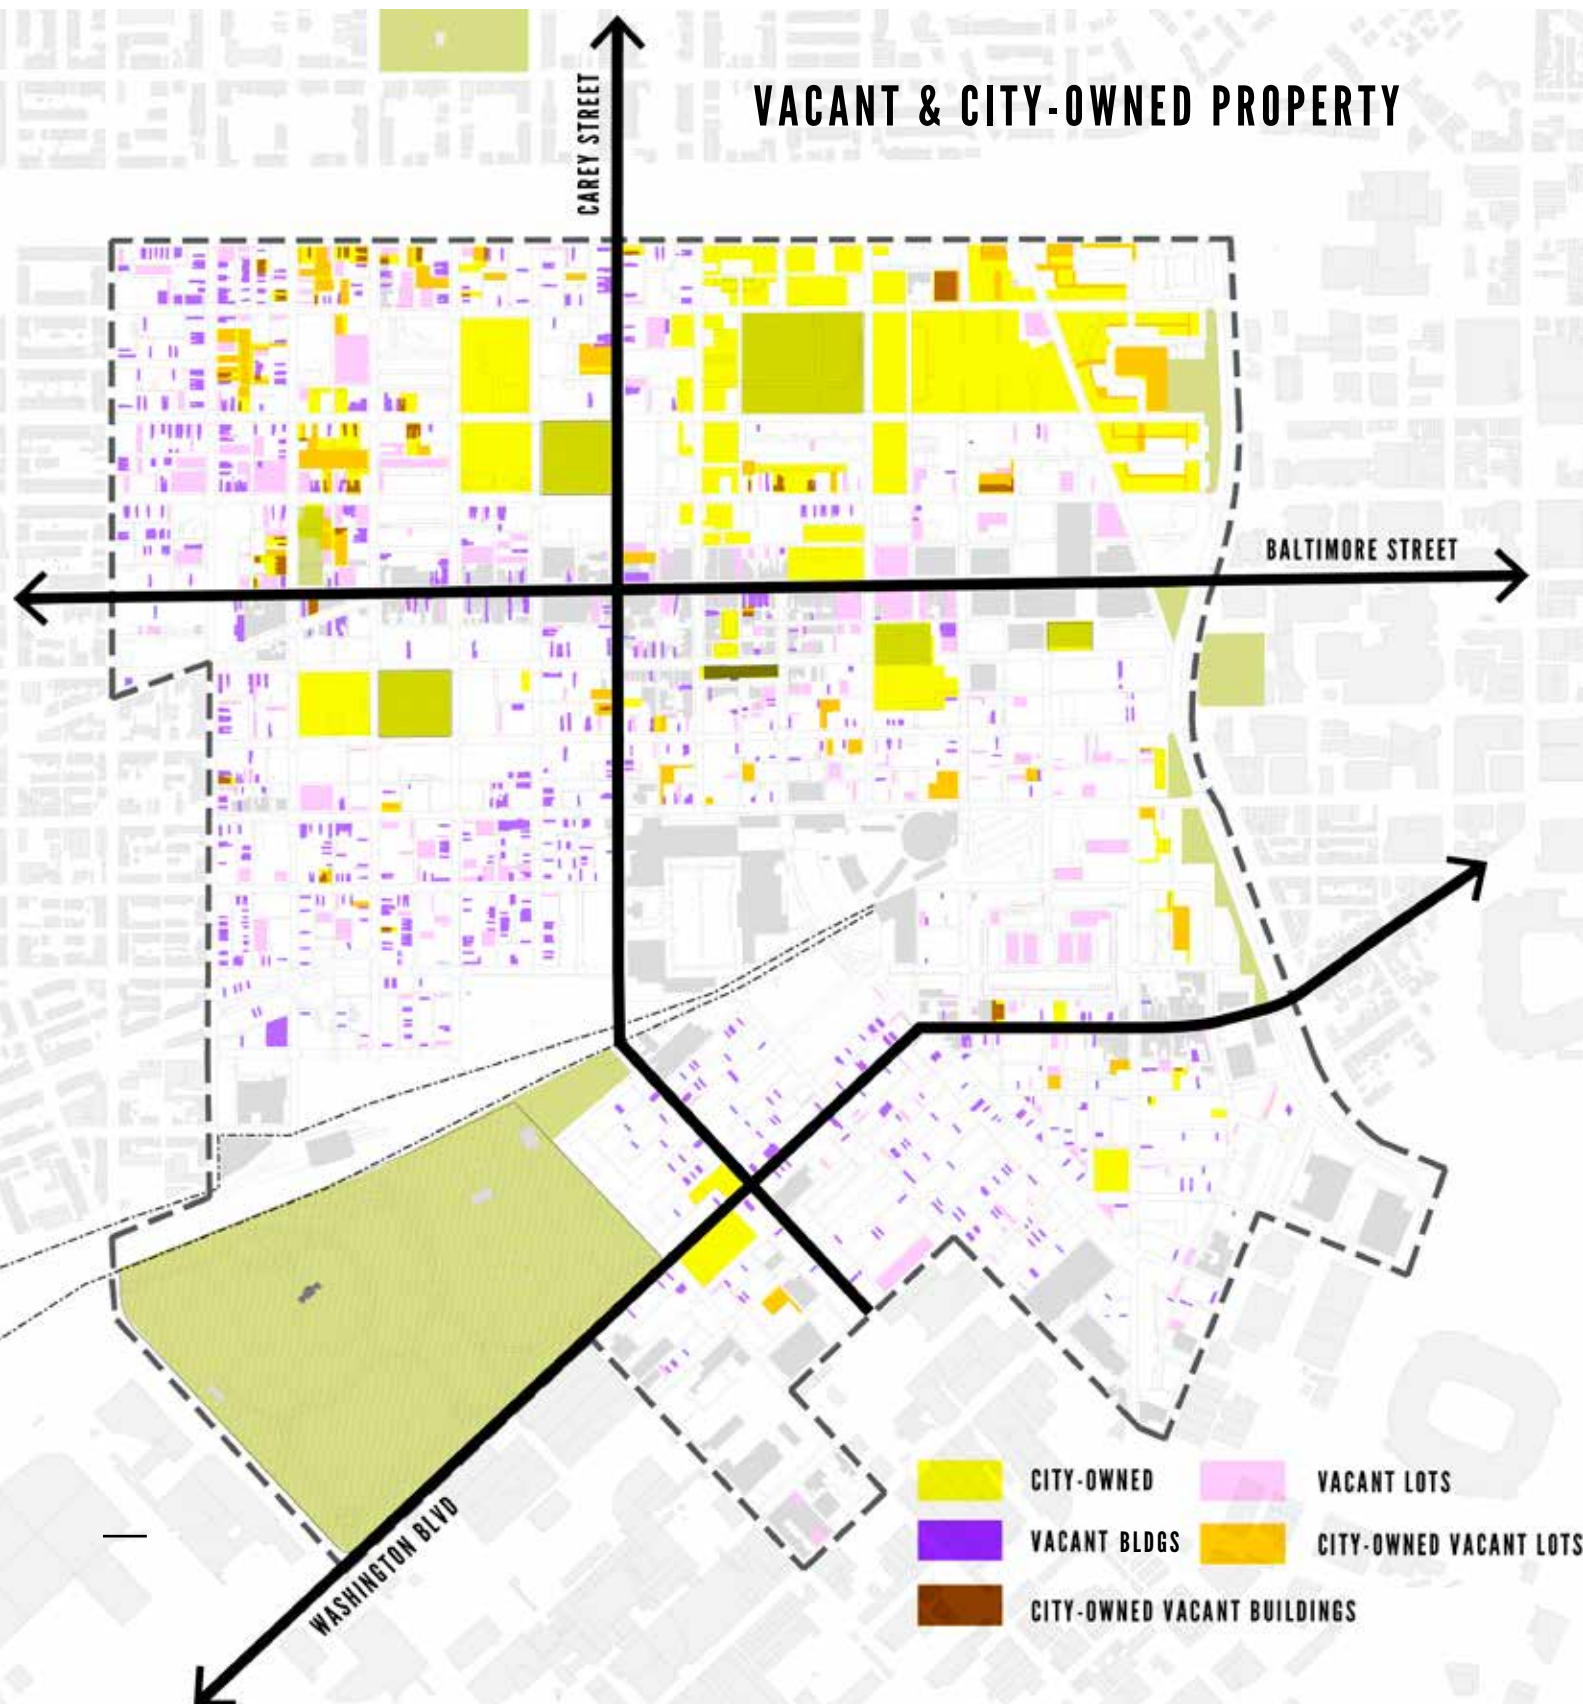 CAREY STREET
VACANT & CITY-OWNED PROPERTY
BALTIMORE STREET
WASHINGTON BLVD
CITY-OWNED
VACANT LOTS
VACANT BLDGS
CITY-OWNED VACANT LOTS
CITY-OWNED VACANT BUILDINGS